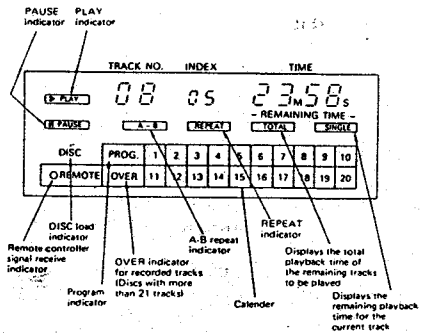 PAUSE PLAY
indicator indicator
TRACK NO. INDEX TIME
▷ PLAY 08 05 23M58S
- REMAINING TIME -
PAUSE A - B REPEAT TOTAL SINGLE
DISC PROG. 1 2 3 4 5 6 7 8 9 10
REMOTE OVER 11 12 13 14 15 16 17 18 19 20
DISC load
indicator
Remote controller
signal receive
indicator
Program
indicator
OVER indicator
for recorded tracks
(Discs with more
than 21 tracks)
A-B repeat
indicator
Calender
REPEAT
indicator
Displays the total
playback time of
the remaining tracks
to be played
Displays the
remaining playback
time for the
current track